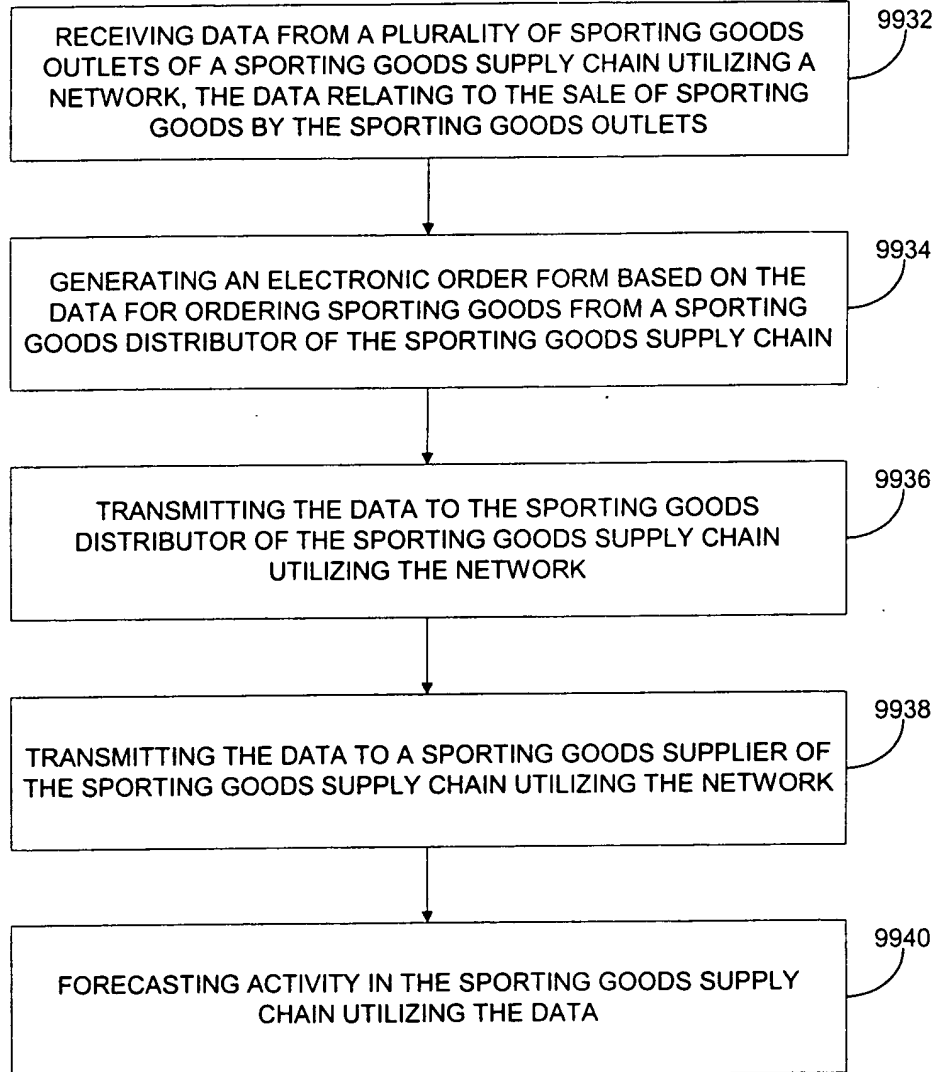 9932
RECEIVING DATA FROM A PLURALITY OF SPORTING GOODS
OUTLETS OF A SPORTING GOODS SUPPLY CHAIN UTILIZING A
NETWORK, THE DATA RELATING TO THE SALE OF SPORTING
GOODS BY THE SPORTING GOODS OUTLETS
9934
GENERATING AN ELECTRONIC ORDER FORM BASED ON THE
DATA FOR ORDERING SPORTING GOODS FROM A SPORTING
GOODS DISTRIBUTOR OF THE SPORTING GOODS SUPPLY CHAIN
9936
TRANSMITTING THE DATA TO THE SPORTING GOODS
DISTRIBUTOR OF THE SPORTING GOODS SUPPLY CHAIN
UTILIZING THE NETWORK
9938
TRANSMITTING THE DATA TO A SPORTING GOODS SUPPLIER OF
THE SPORTING GOODS SUPPLY CHAIN UTILIZING THE NETWORK
9940
FORECASTING ACTIVITY IN THE SPORTING GOODS SUPPLY
CHAIN UTILIZING THE DATA